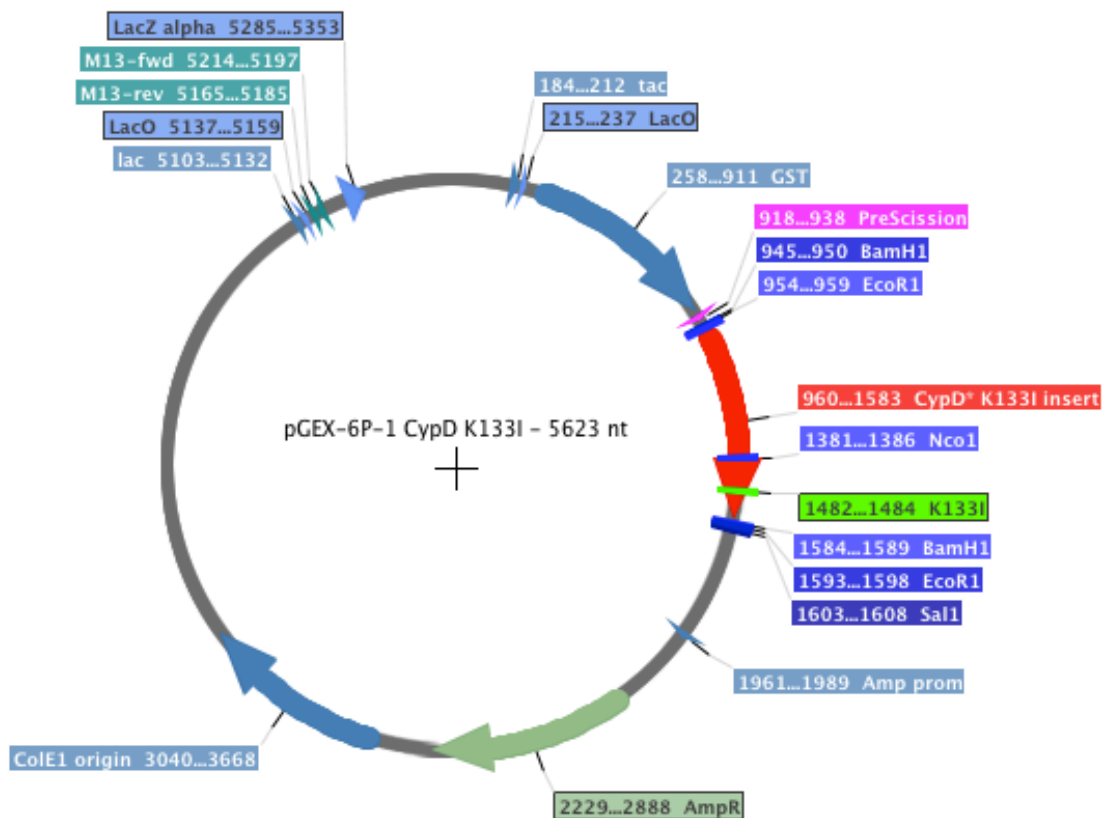 LacZ alpha 5285...5353
M13-fwd 5214...5197
M13-rev 5165...5185
LacO 5137...5159
lac 5103...5132
184...212 tac
215...237 LacO
258...911 GST
918...938 PreScission
945...950 BamH1
954...959 EcoR1
960...1583 CypD* K133I insert
pGEX-6P-1 CypD K133I - 5623 nt
1381...1386 Nco1
1482...1484 K133I
1584...1589 BamH1
1593...1598 EcoR1
1603...1608 Sal1
1961...1989 Amp prom
ColE1 origin 3040...3668
2229...2888 AmpR